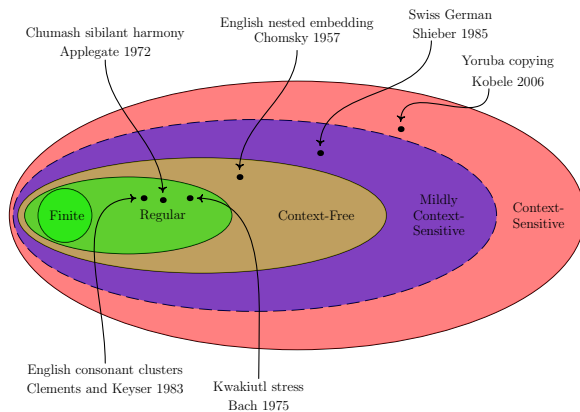 Swiss German
Shieber 1985
English nested embedding
Chomsky 1957
Chumash sibilant harmony
Applegate 1972
Yoruba copying
Kobele 2006
Finite
Regular
Context-Free
Mildly
Context-
Sensitive
Context-
Sensitive
English consonant clusters
Clements and Keyser 1983
Kwakiutl stress
Bach 1975